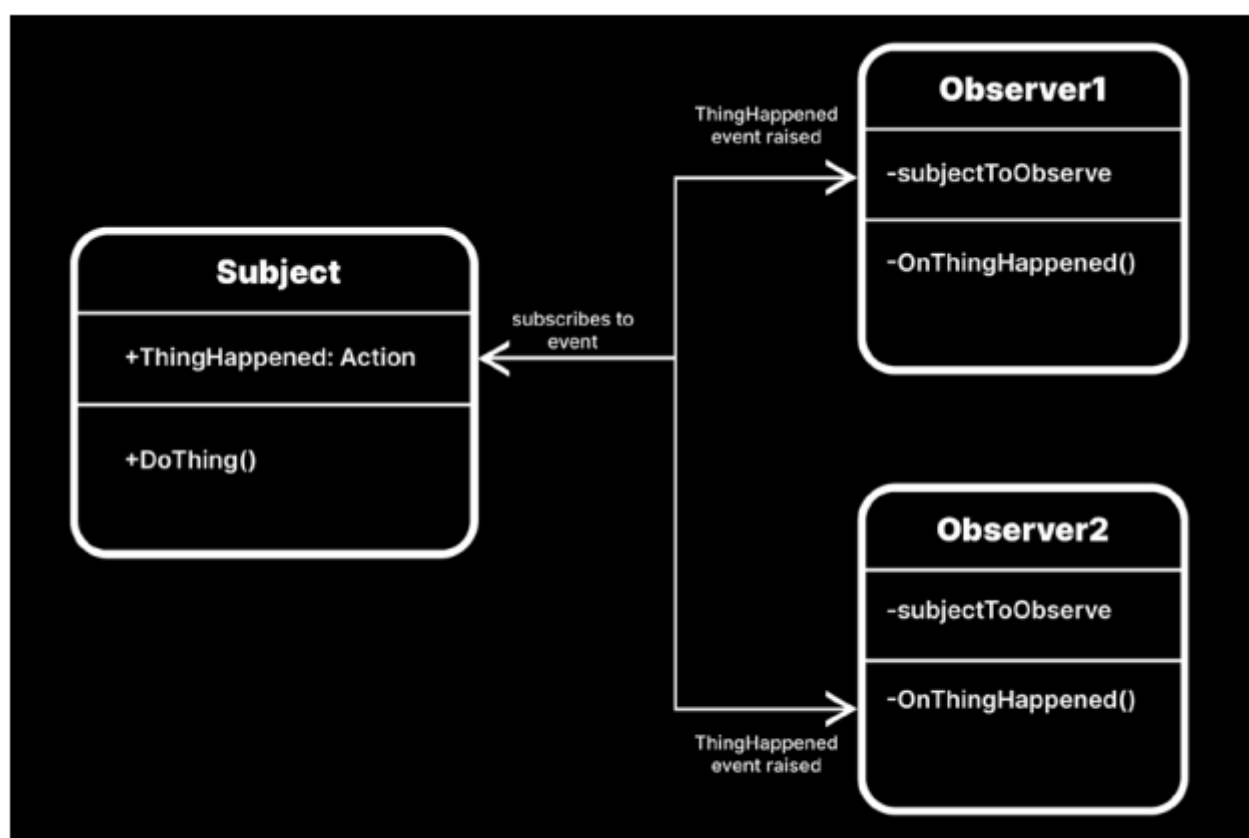 Subject
+ThingHappened: Action
+DoThing()
subscribes to
event
ThingHappened
event raised
Observer1
-subjectToObserve
-OnThingHappened()
Observer2
-subjectToObserve
-OnThingHappened()
ThingHappened
event raised